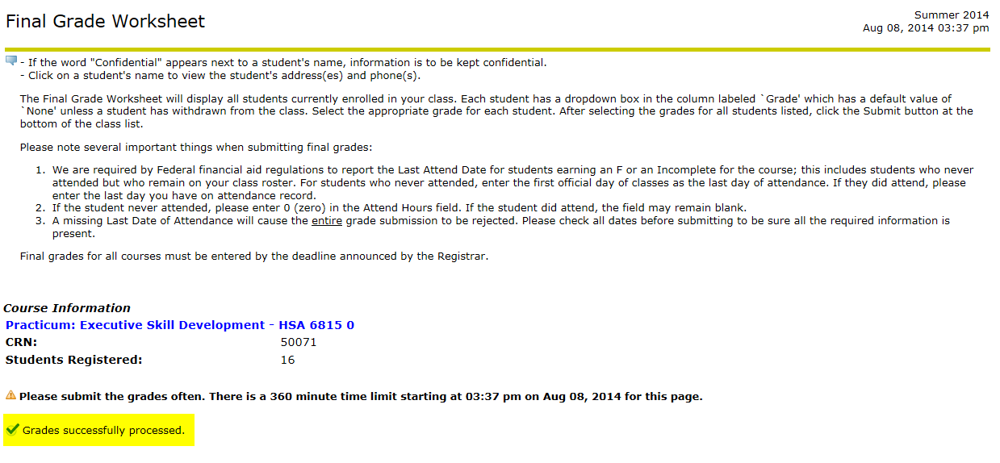 Final Grade Worksheet
Summer 2014
Aug 08, 2014 03:37 pm
- If the word "Confidential" appears next to a student's name, information is to be kept confidential.
- Click on a student's name to view the student's address(es) and phone(s).
The Final Grade Worksheet will display all students currently enrolled in your class. Each student has a dropdown box in the column labeled `Grade' which has a default value of
`None' unless a student has withdrawn from the class. Select the appropriate grade for each student. After selecting the grades for all students listed, click the Submit button at the
bottom of the class list.
Please note several important things when submitting final grades:
1. We are required by Federal financial aid regulations to report the Last Attend Date for students earning an F or an Incomplete for the course; this includes students who never
attended but who remain on your class roster. For students who never attended, enter the first official day of classes as the last day of attendance. If they did attend, please
enter the last day you have on attendance record.
2. If the student never attended, please enter 0 (zero) in the Attend Hours field. If the student did attend, the field may remain blank.
3. A missing Last Date of Attendance will cause the entire grade submission to be rejected. Please check all dates before submitting to be sure all the required information is
present.
Final grades for all courses must be entered by the deadline announced by the Registrar.
Course Information
Practicum: Executive Skill Development - HSA 6815 0
CRN: 50071
Students Registered: 16
Please submit the grades often. There is a 360 minute time limit starting at 03:37 pm on Aug 08, 2014 for this page.
Grades successfully processed.